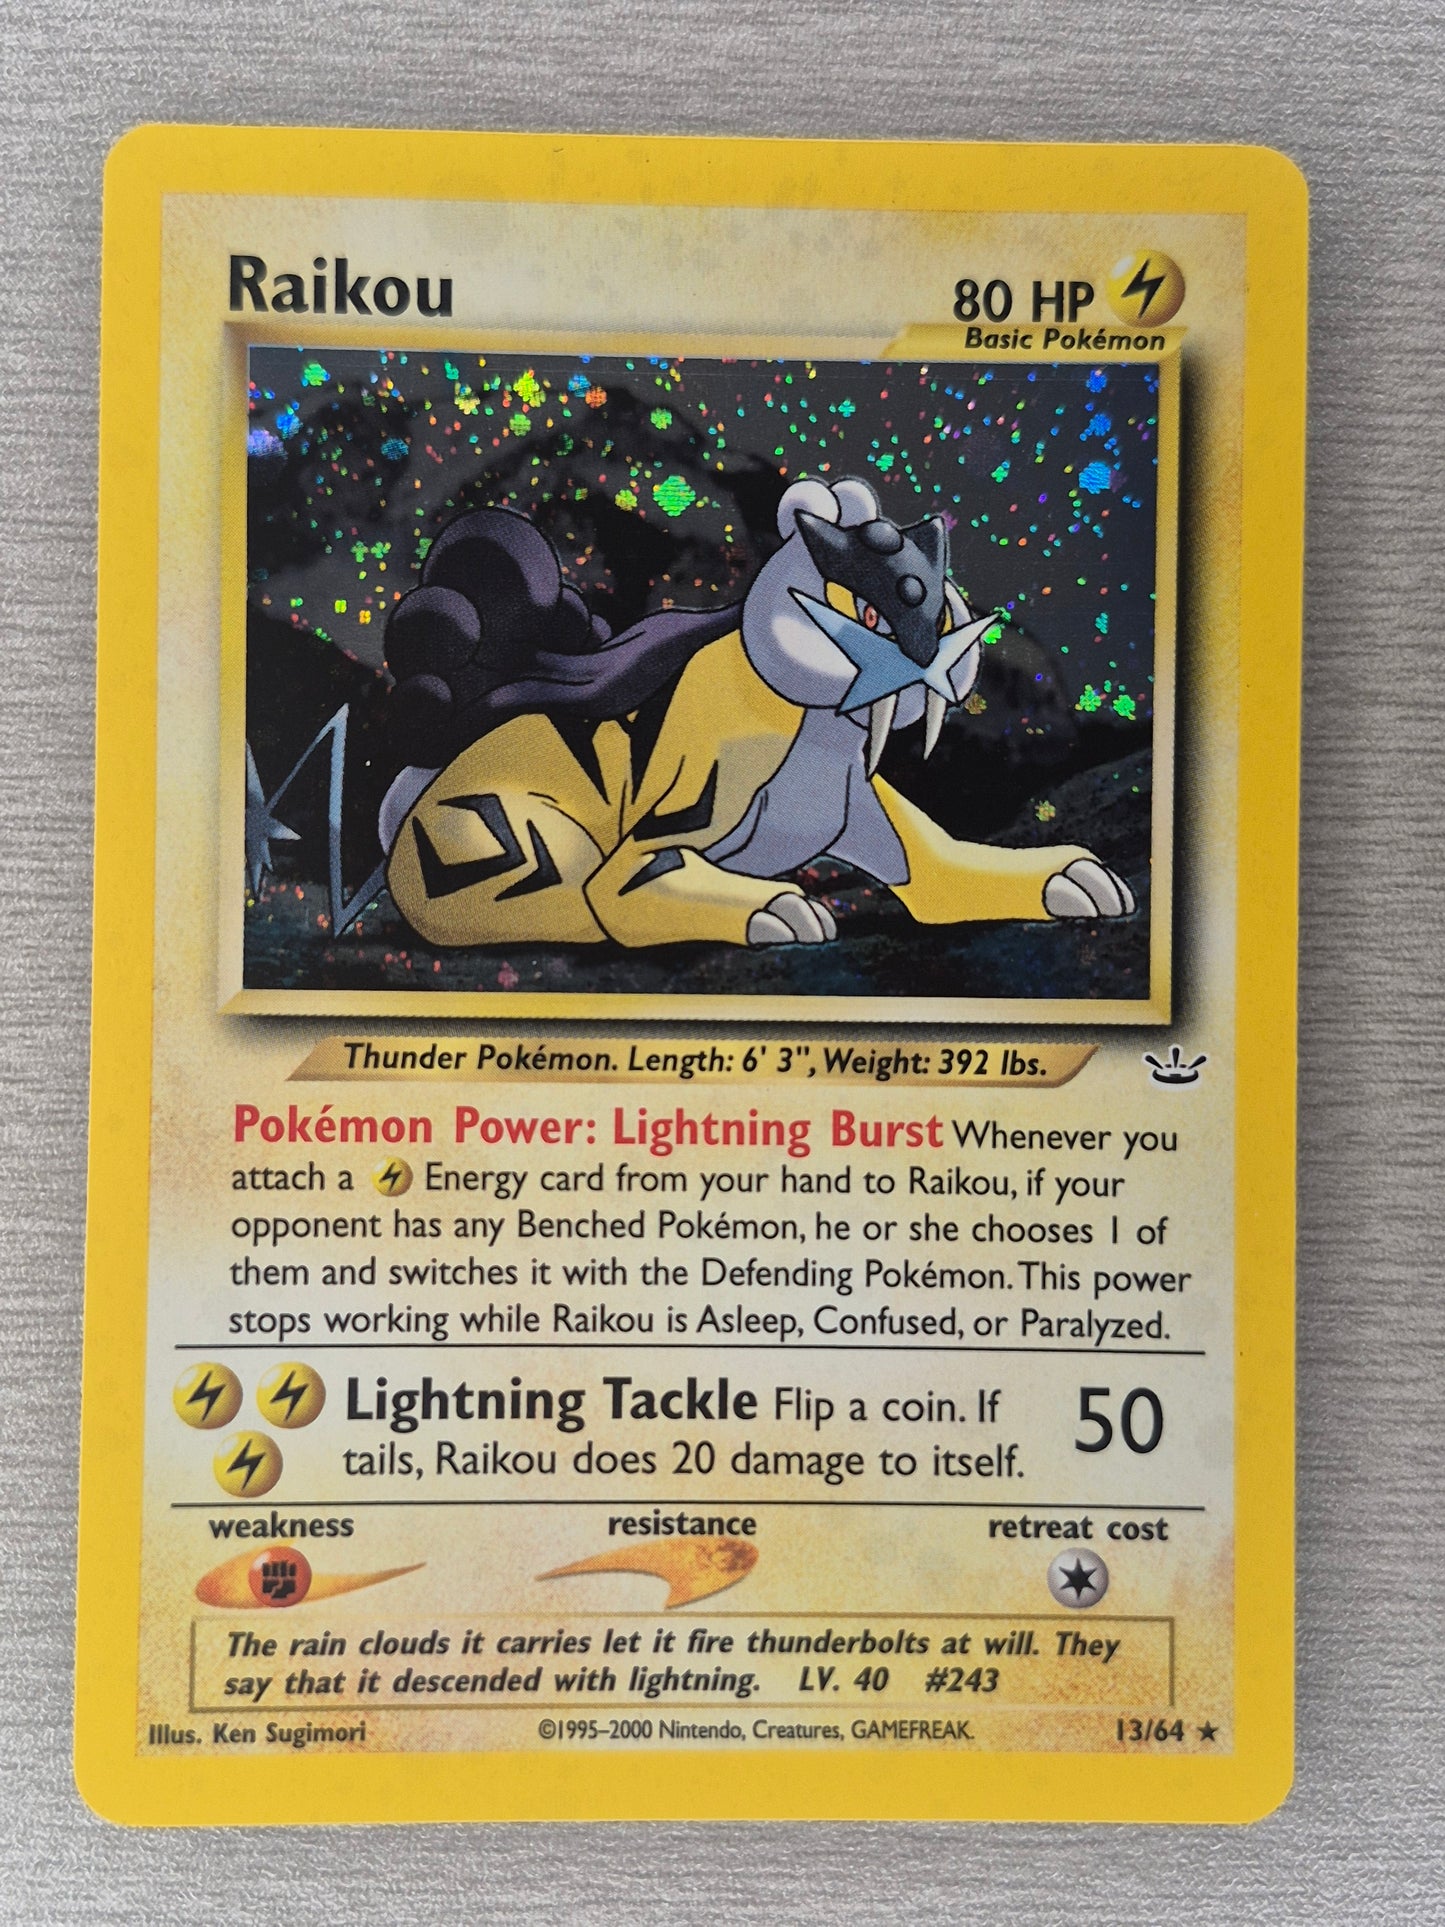 Raikou
80 HP
Basic Pokémon
Thunder Pokémon. Length: 6' 3", Weight: 392 lbs.
Pokémon Power: Lightning Burst Whenever you
attach a Energy card from your hand to Raikou, if your
opponent has any Benched Pokémon, he or she chooses 1 of
them and switches it with the Defending Pokémon. This power
stops working while Raikou is Asleep, Confused, or Paralyzed.
Lightning Tackle Flip a coin. If
tails, Raikou does 20 damage to itself.
50
weakness
resistance
retreat cost
The rain clouds it carries let it fire thunderbolts at will. They
say that it descended with lightning. LV. 40 #243
Illus. Ken Sugimori
©1995–2000 Nintendo, Creatures, GAMEFREAK.
13/64 ★